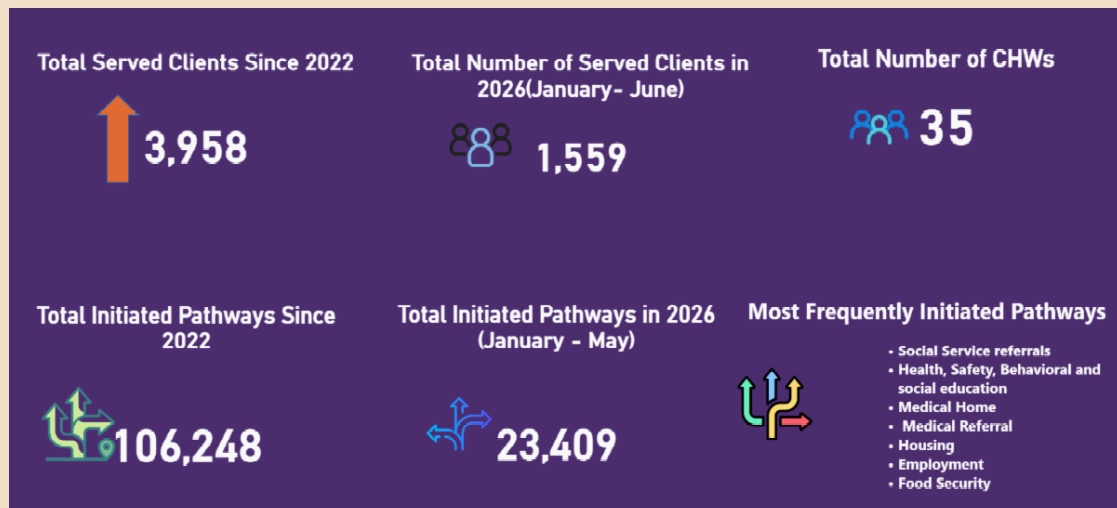 Total Served Clients Since 2022
3,958
Total Number of Served Clients in
2026(January- June)
1,559
Total Number of CHWs
35
Total Initiated Pathways Since
2022
106,248
Total Initiated Pathways in 2026
(January - May)
23,409
Most Frequently Initiated Pathways
• Social Service referrals
• Health, Safety, Behavioral and
social education
• Medical Home
• Medical Referral
• Housing
• Employment
• Food Security